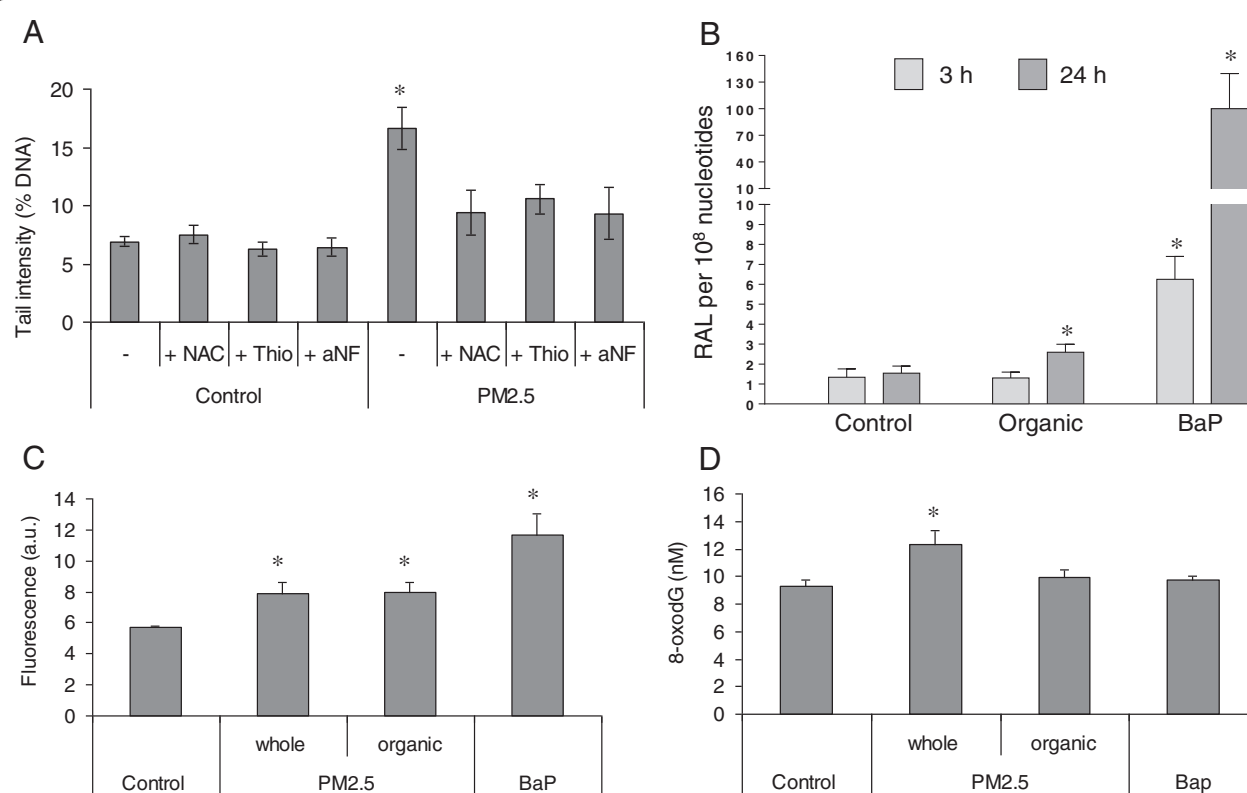 A
Tail intensity (% DNA)
20
15
10
5
0
*
- + NAC + Thio + aNF - + NAC + Thio + aNF
Control PM2.5
B
RAL per 10⁸ nucleotides
160
130
100
70
40
10
10
9
8
7
6
5
4
3
2
1
0
3 h 24 h
*
*
*
Control Organic BaP
C
Fluorescence (a.u.)
14
12
10
8
6
4
2
0
* * *
whole organic
Control PM2.5 BaP
D
8-oxodG (nM)
16
14
12
10
8
6
4
2
0
*
whole organic
Control PM2.5 Bap